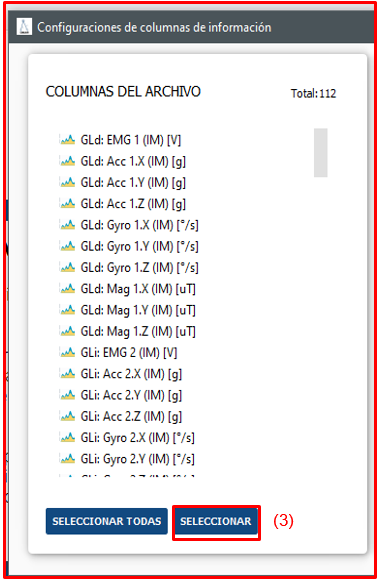 Configuraciones de columnas de información
COLUMNAS DEL ARCHIVO Total:112
GLd: EMG 1 (IM) [V]
GLd: Acc 1.X (IM) [g]
GLd: Acc 1.Y (IM) [g]
GLd: Acc 1.Z (IM) [g]
GLd: Gyro 1.X (IM) [°/s]
GLd: Gyro 1.Y (IM) [°/s]
GLd: Gyro 1.Z (IM) [°/s]
GLd: Mag 1.X (IM) [uT]
GLd: Mag 1.Y (IM) [uT]
GLd: Mag 1.Z (IM) [uT]
GLi: EMG 2 (IM) [V]
GLi: Acc 2.X (IM) [g]
GLi: Acc 2.Y (IM) [g]
GLi: Acc 2.Z (IM) [g]
GLi: Gyro 2.X (IM) [°/s]
GLi: Gyro 2.Y (IM) [°/s]
SELECCIONAR TODAS SELECCIONAR (3)